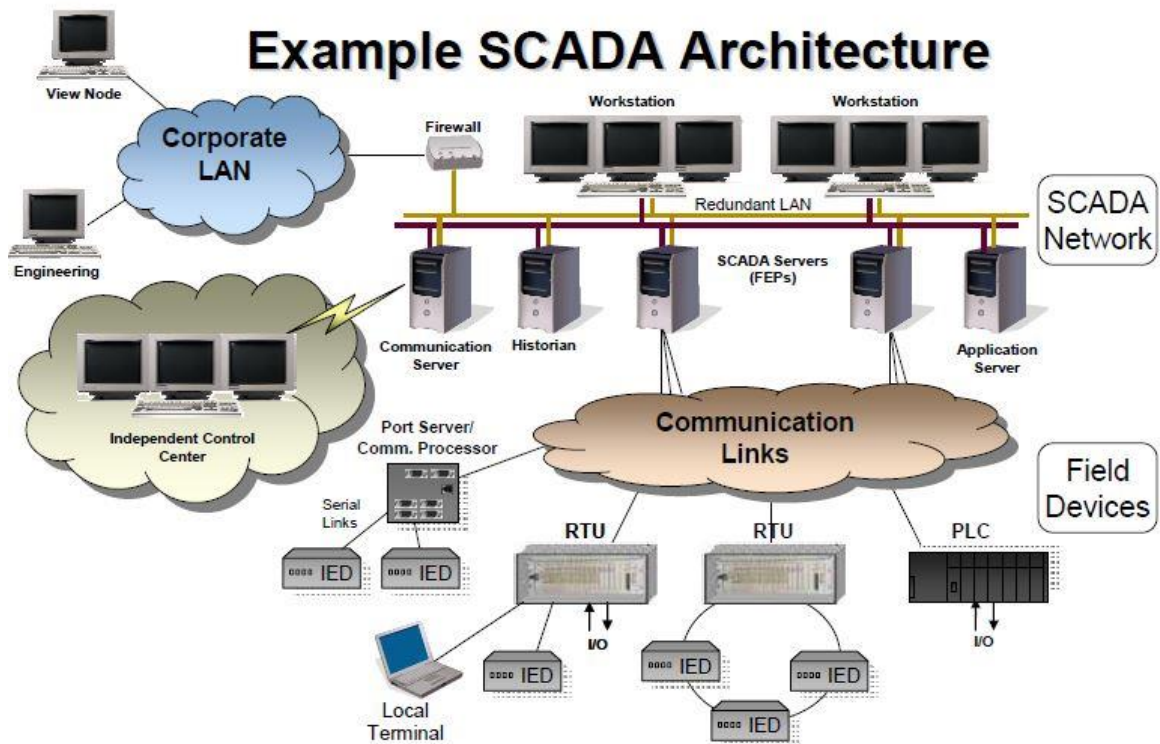 Example SCADA Architecture
View Node
Corporate
LAN
Engineering
Firewall
Workstation
Workstation
Redundant LAN
SCADA
Network
SCADA Servers
(FEPs)
Communication
Server
Historian
Application
Server
Independent Control
Center
Communication
Links
Port Server/
Comm. Processor
Serial
Links
Field
Devices
RTU
RTU
PLC
IED
IED
I/O
I/O
IED
IED
IED
IED
Local
Terminal